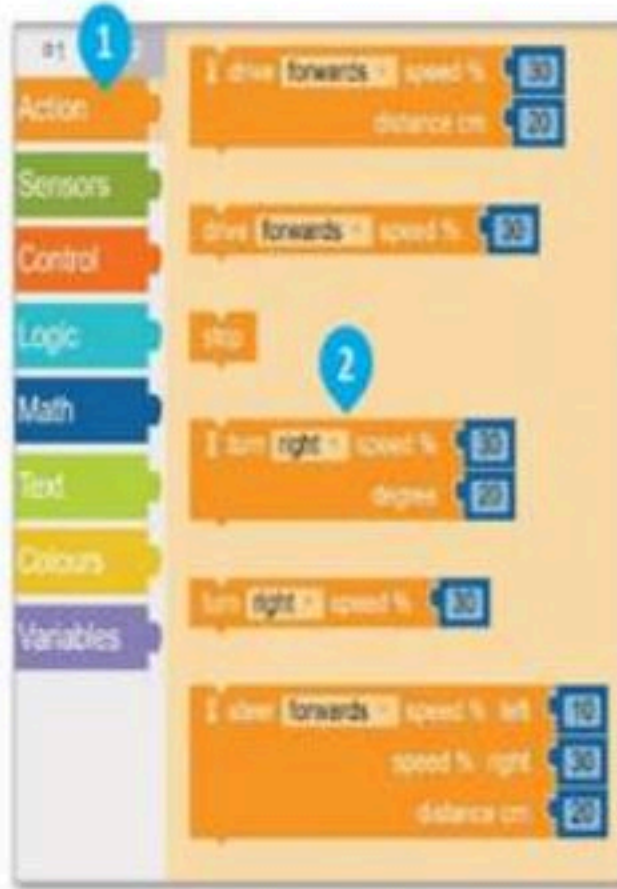 1
Action
Sensors
Control
Logic
Math
Text
Colours
Variables
drive forwards speed % 30
distance cm 20
drive forwards speed % 30
stop
2
turn right speed % 30
degree 20
turn right speed % 30
steer forwards speed % left 10
speed % right 30
distance cm 20